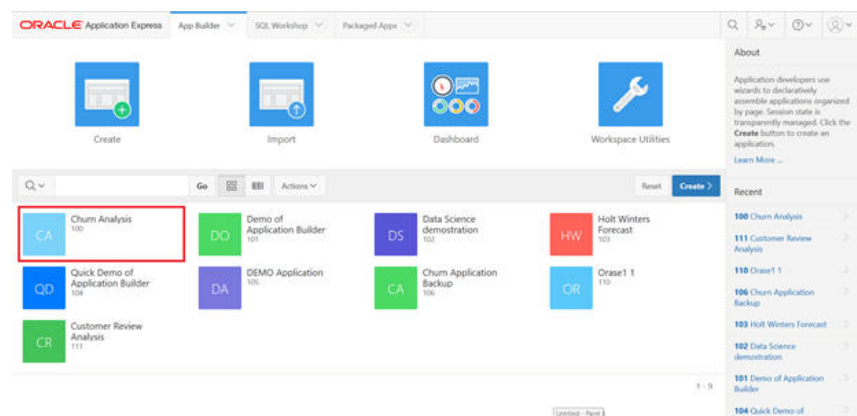 ORACLE Application Express
App Builder
SQL Workshop
Packaged Apps
Create
Import
Dashboard
Workspace Utilities
Go
Actions
Reset
Create >
CA
Churn Analysis
100
DO
Demo of
Application Builder
101
DS
Data Science
demostration
102
HW
Holt Winters
Forecast
103
QD
Quick Demo of
Application Builder
104
DA
DEMO Application
105
CA
Churn Application
Backup
106
OR
Orase1 1
110
CR
Customer Review
Analysis
111
1 - 9
Untitled - Paint
About
Application developers use
wizards to declaratively
assemble applications organized
by page. Session state is
transparently managed. Click the
Create button to create an
application.
Learn More ...
Recent
100 Churn Analysis
111 Customer Review
Analysis
110 Orase1 1
106 Churn Application
Backup
103 Holt Winters Forecast
102 Data Science
demostration
101 Demo of Application
Builder
104 Quick Demo of